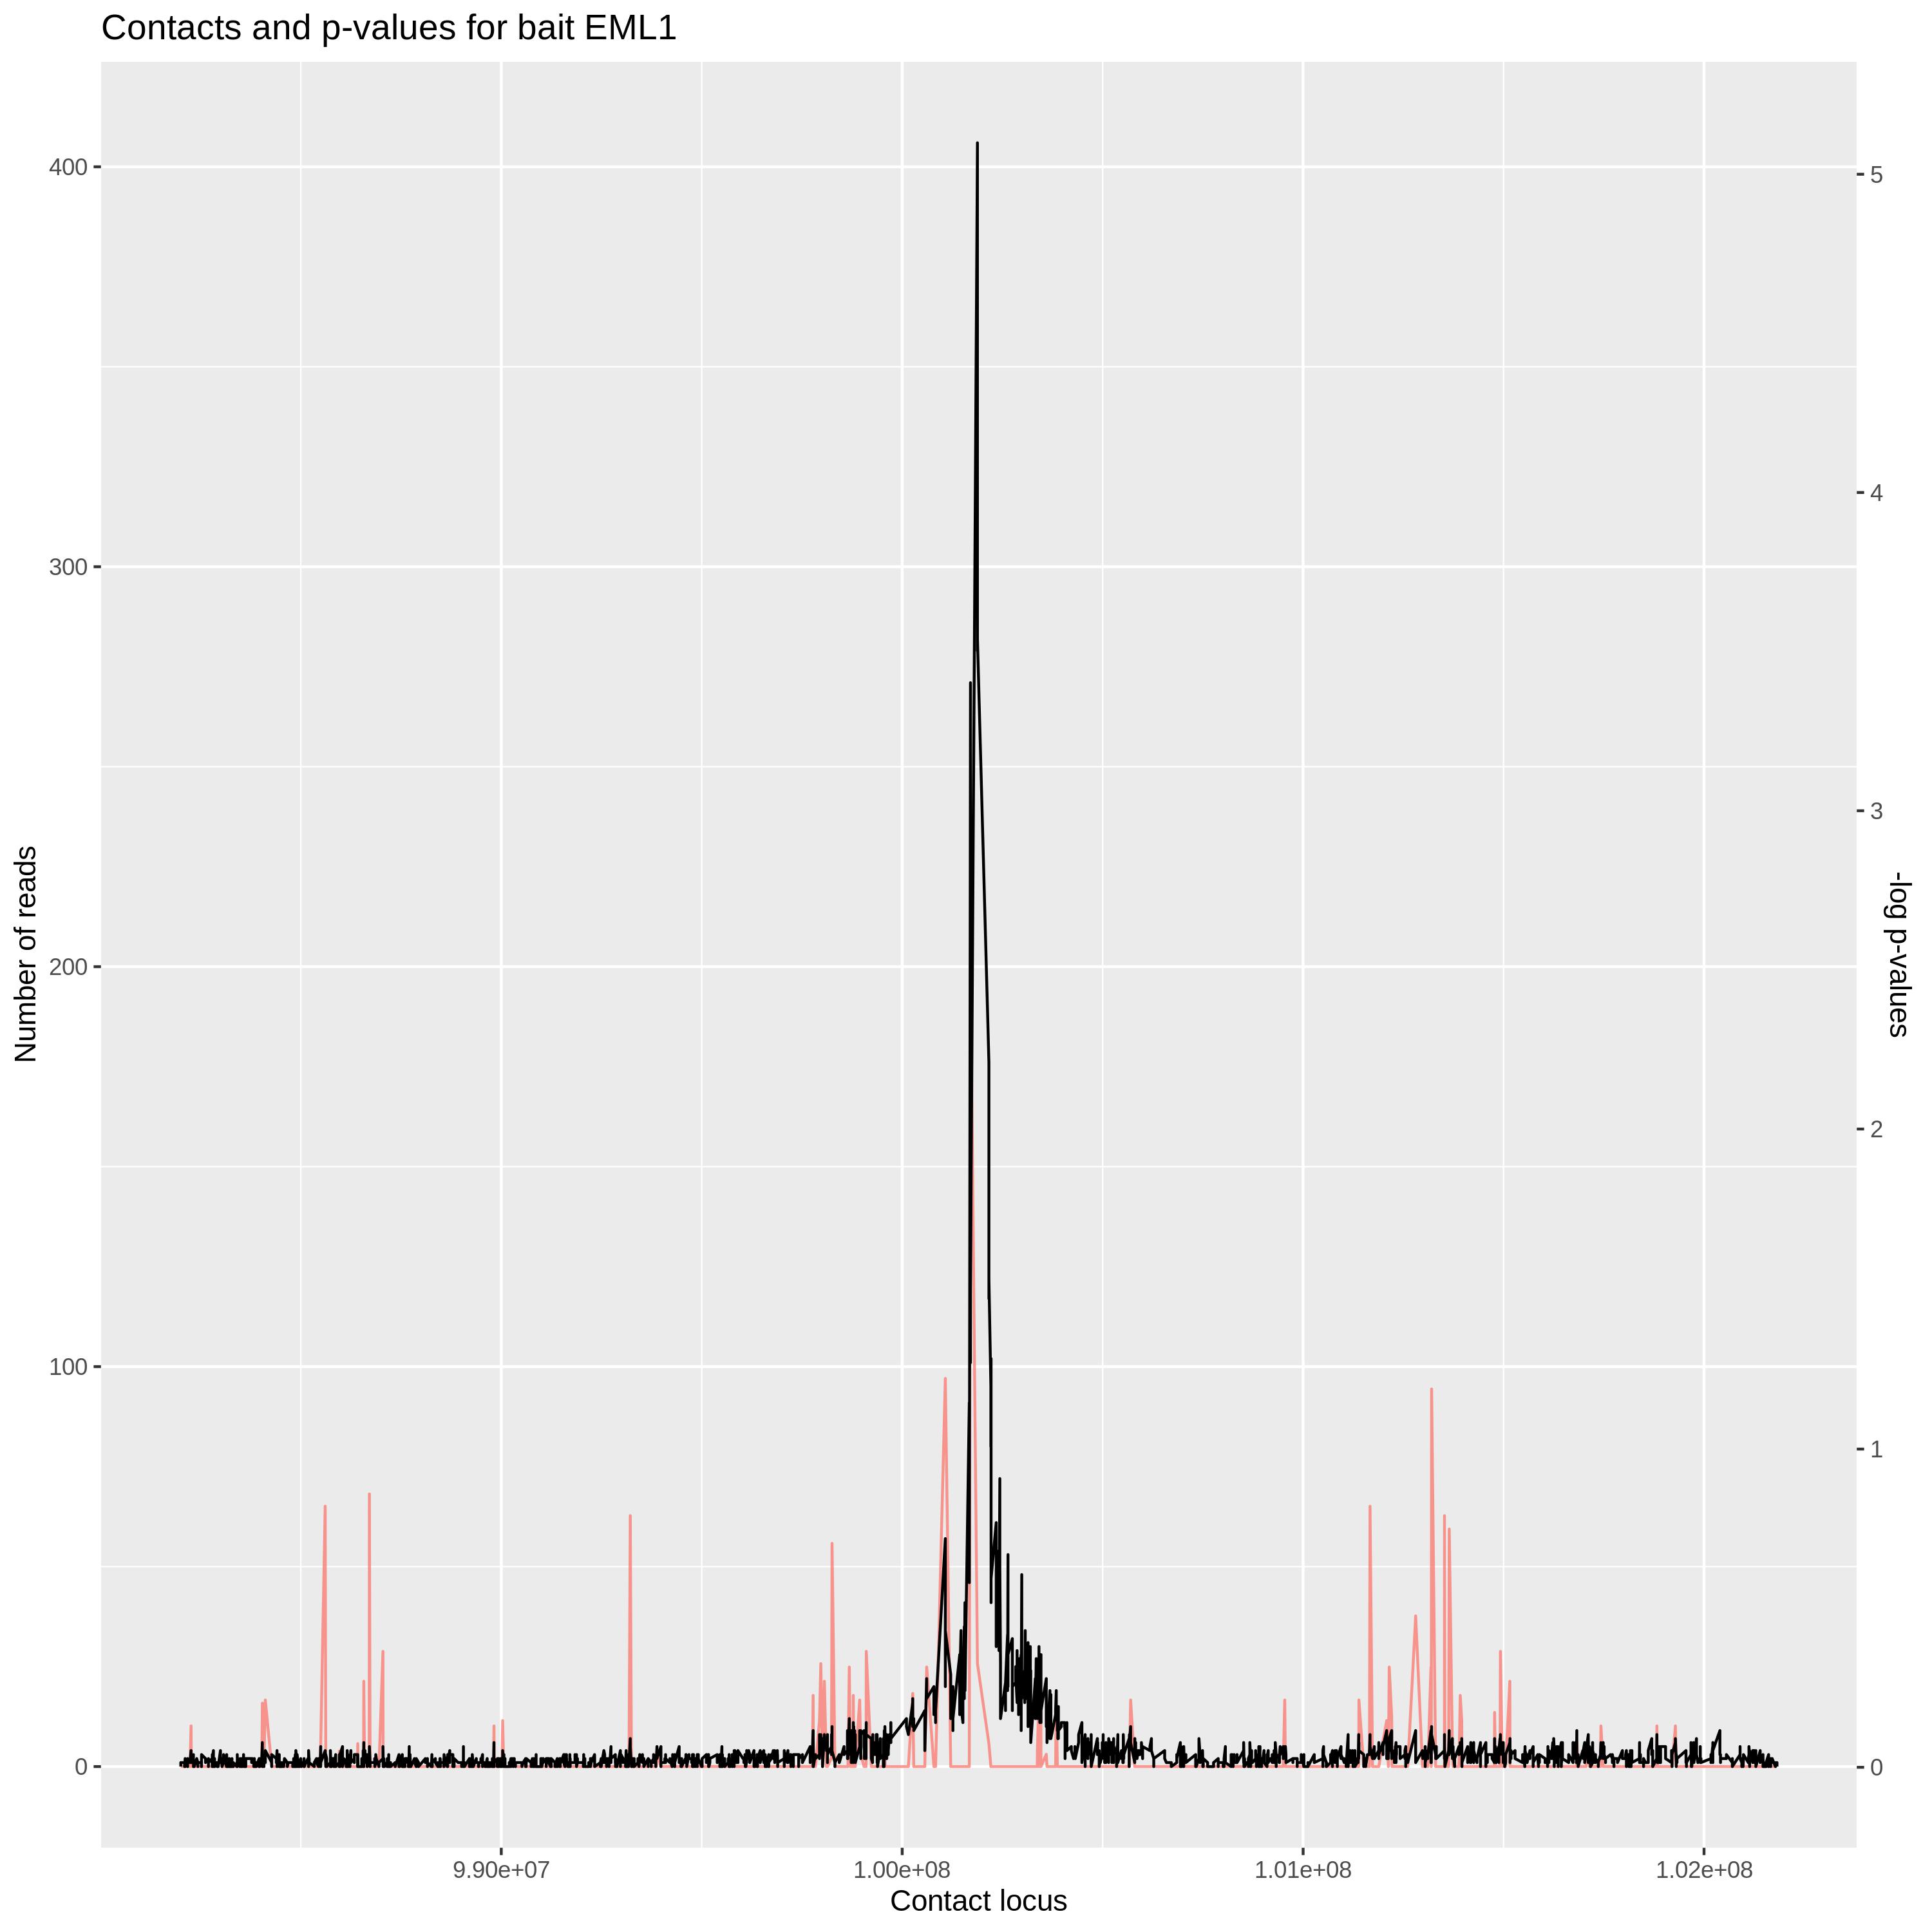 Contacts and p-values for bait EML1
400
300
200
100
0
Number of reads
5
4
3
2
1
0
-log p-values
9.90e+07
1.00e+08
1.01e+08
1.02e+08
Contact locus